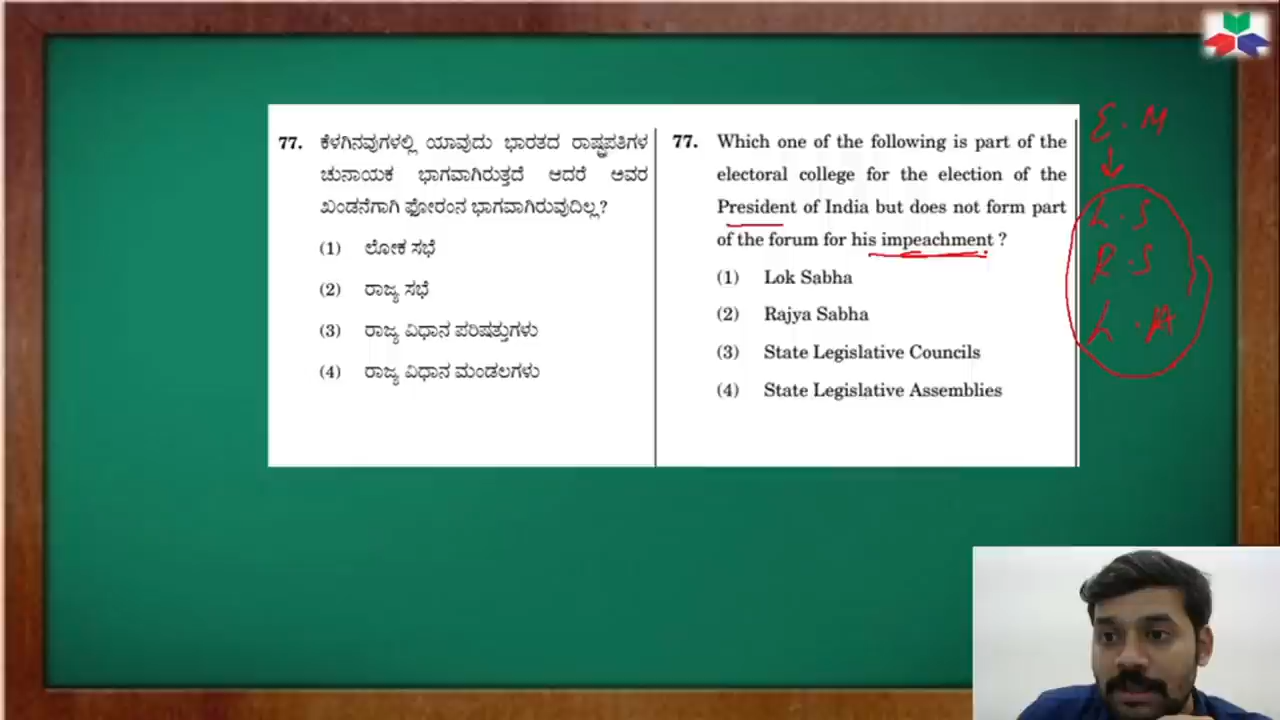 77. ಕೆಳಗಿನವುಗಳಲ್ಲಿ ಯಾವುದು ಭಾರತದ ರಾಷ್ಟ್ರಪತಿಗಳ
ಚುನಾಯಕ ಭಾಗವಾಗಿರುತ್ತದೆ ಆದರೆ ಅವರ
ಖಂಡನೆಗಾಗಿ ಫೋರಂನ ಭಾಗವಾಗಿರುವುದಿಲ್ಲ?
(1) ಲೋಕ ಸಭೆ
(2) ರಾಜ್ಯ ಸಭೆ
(3) ರಾಜ್ಯ ವಿಧಾನ ಪರಿಷತ್ತುಗಳು
(4) ರಾಜ್ಯ ವಿಧಾನ ಮಂಡಲಗಳು
77. Which one of the following is part of the
electoral college for the election of the
President of India but does not form part
of the forum for his impeachment ?
(1) Lok Sabha
(2) Rajya Sabha
(3) State Legislative Councils
(4) State Legislative Assemblies
E. M
L. S
R. S
L. A